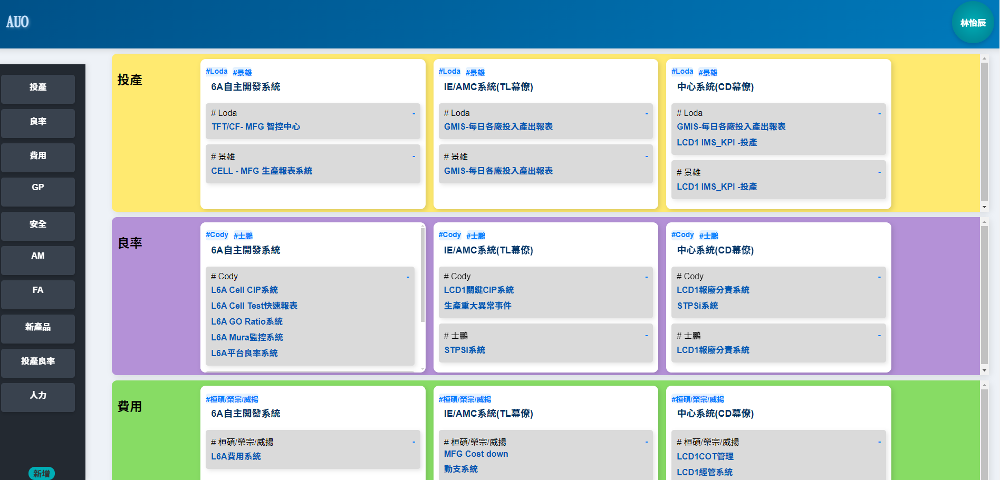 AUO
林怡辰
投產
良率
費用
GP
安全
AM
FA
新產品
投產良率
人力
新增
投產
#Loda #景雄
6A自主開發系統
# Loda -
TFT/CF- MFG 智控中心
# 景雄 -
CELL - MFG 生產報表系統
#Loda #景雄
IE/AMC系統(TL幕僚)
# Loda -
GMIS-每日各廠投入產出報表
# 景雄 -
GMIS-每日各廠投入產出報表
#Loda #景雄
中心系統(CD幕僚)
# Loda -
GMIS-每日各廠投入產出報表
LCD1 IMS_KPI -投產
# 景雄 -
LCD1 IMS_KPI -投產
良率
#Cody #士鵬
6A自主開發系統
# Cody -
L6A Cell CIP系統
L6A Cell Test快速報表
L6A GO Ratio系統
L6A Mura監控系統
L6A平台良率系統
#Cody #士鵬
IE/AMC系統(TL幕僚)
# Cody -
LCD1關鍵CIP系統
生產重大異常事件
# 士鵬 -
STPSi系統
#Cody #士鵬
中心系統(CD幕僚)
# Cody -
LCD1報廢分責系統
STPSi系統
# 士鵬 -
LCD1報廢分責系統
費用
#桓碩/榮宗/威揚
6A自主開發系統
# 桓碩/榮宗/威揚 -
L6A費用系統
#桓碩/榮宗/威揚
IE/AMC系統(TL幕僚)
# 桓碩/榮宗/威揚 -
MFG Cost down
動支系統
#桓碩/榮宗/威揚
中心系統(CD幕僚)
# 桓碩/榮宗/威揚 -
LCD1COT管理
LCD1經管系統